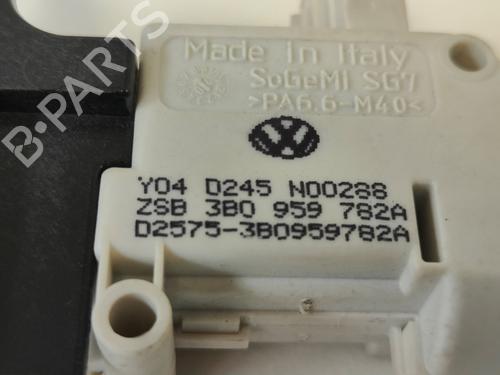 Made in Italy
SoGeMi SG7
>PA6.6-M40<
Y04 D245 N00288
ZSB 3B0 959 782A
D2575-3B0959782A
B-PARTS